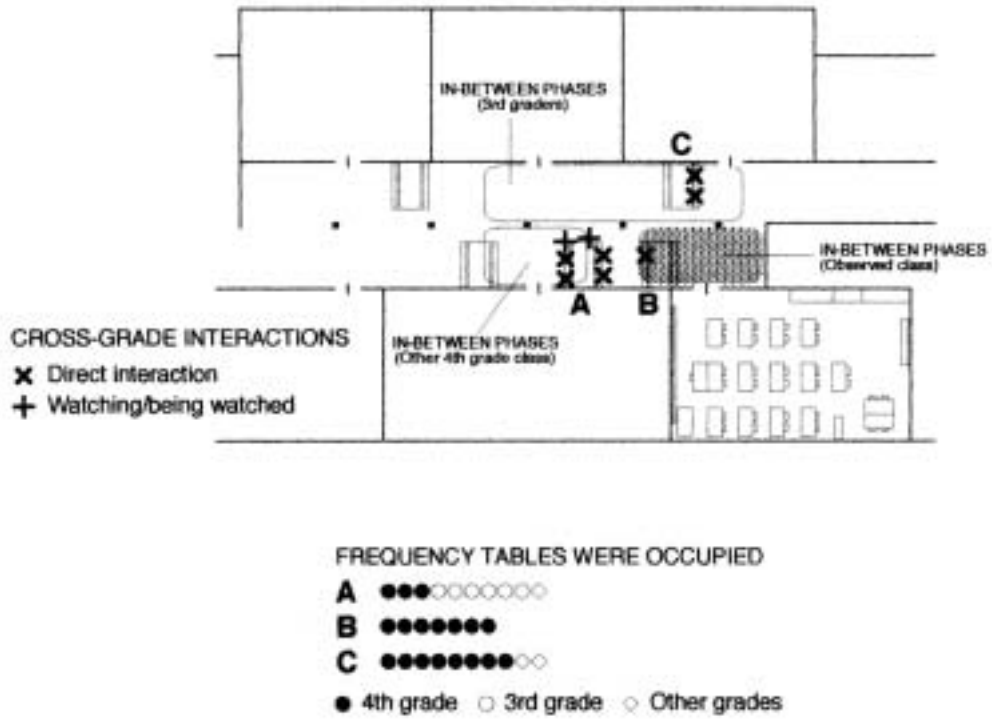 IN-BETWEEN PHASES
(3rd graders)
C
IN-BETWEEN PHASES
(Observed class)
A
B
IN-BETWEEN PHASES
(Other 4th grade class)
CROSS-GRADE INTERACTIONS
Direct interaction
Watching/being watched
FREQUENCY TABLES WERE OCCUPIED
A
B
C
4th grade 3rd grade Other grades